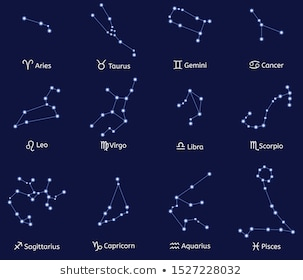 ♈ Aries ♉ Taurus ♊ Gemini ♋ Cancer
♌ Leo ♍ Virgo ♎ Libra ♏ Scorpio
♐ Sagittarius ♑ Capricorn ♒ Aquarius ♓ Pisces
shutterstock.com • 1527228032